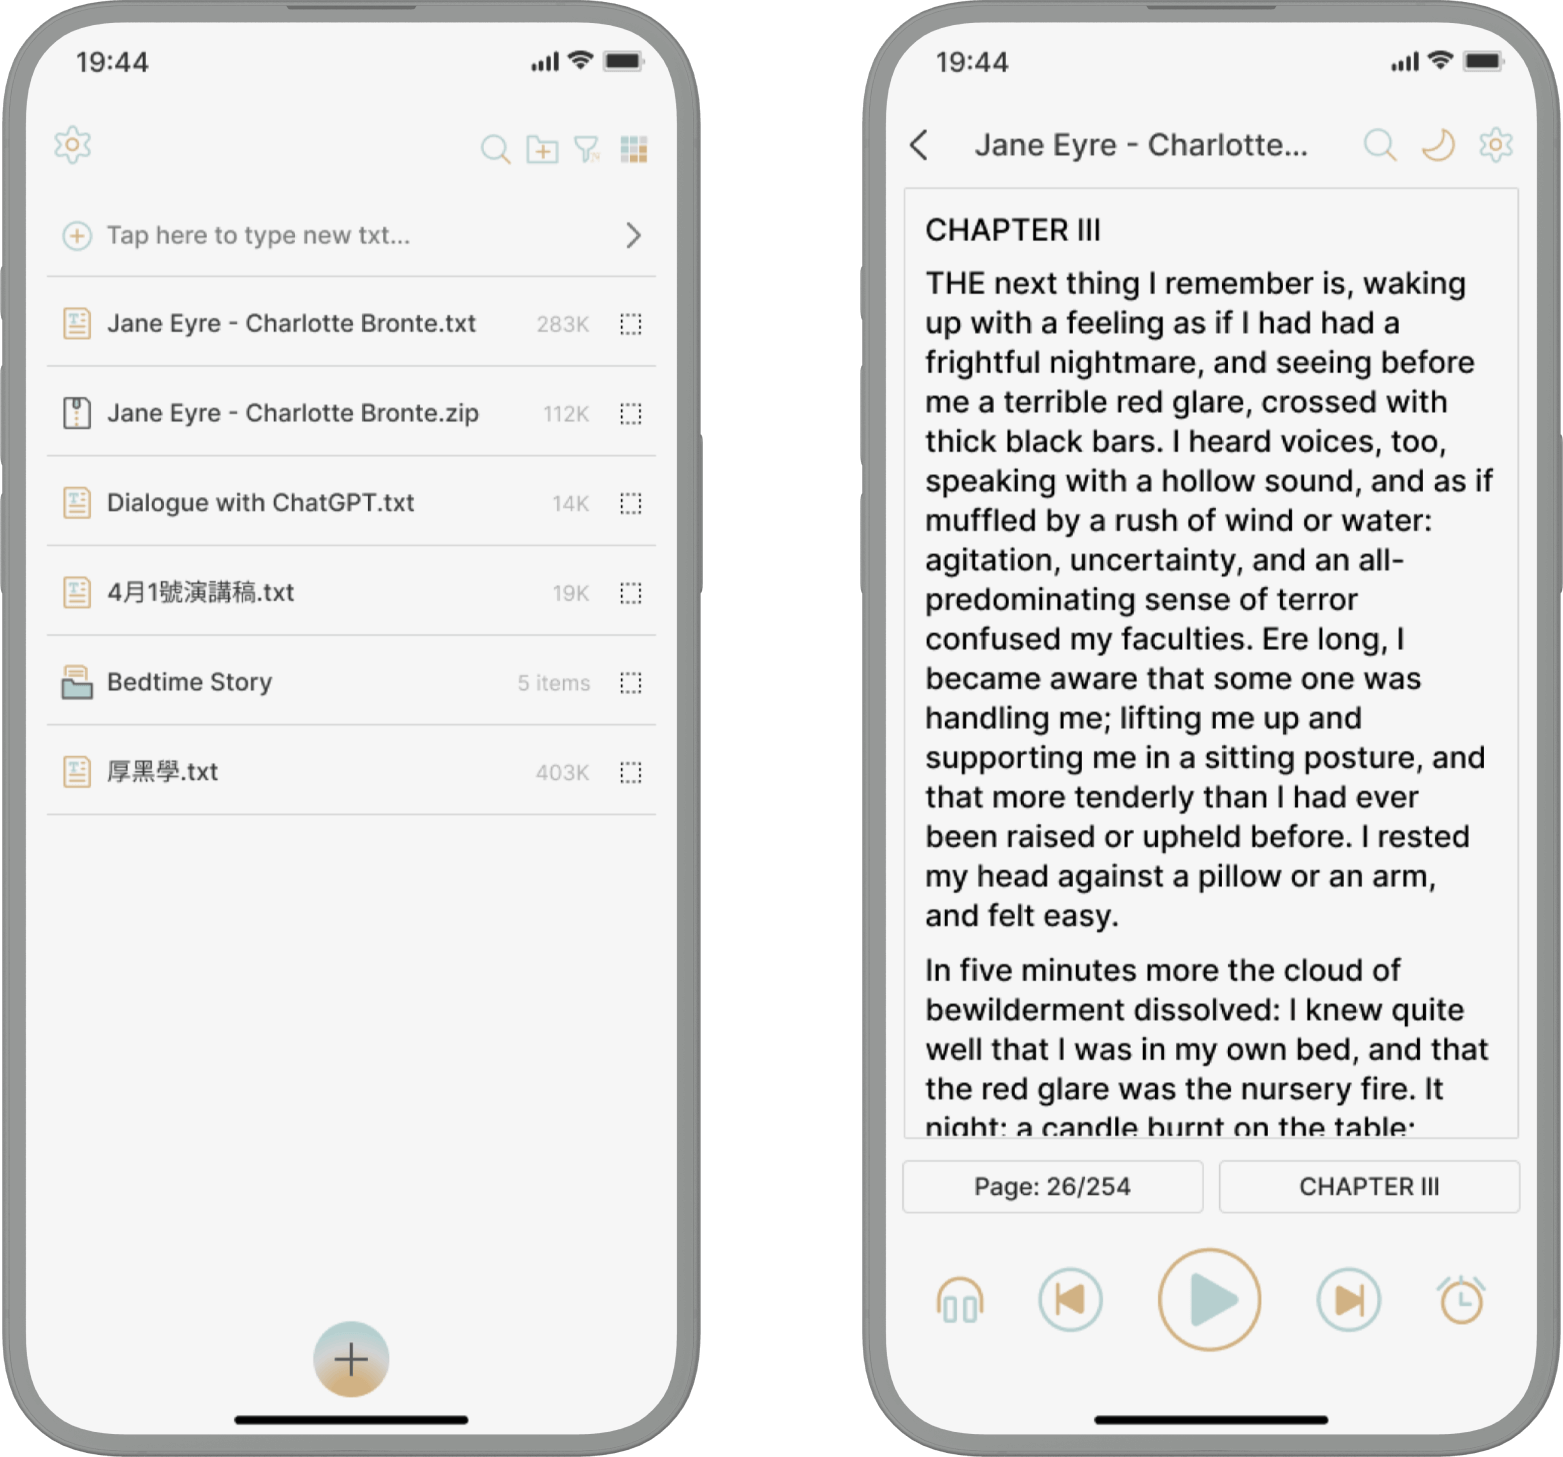 19:44
Tap here to type new txt...
Jane Eyre - Charlotte Bronte.txt 283K
Jane Eyre - Charlotte Bronte.zip 112K
Dialogue with ChatGPT.txt 14K
4月1號演講稿.txt 19K
Bedtime Story 5 items
厚黑學.txt 403K
19:44
Jane Eyre - Charlotte...
CHAPTER III
THE next thing I remember is, waking
up with a feeling as if I had had a
frightful nightmare, and seeing before
me a terrible red glare, crossed with
thick black bars. I heard voices, too,
speaking with a hollow sound, and as if
muffled by a rush of wind or water:
agitation, uncertainty, and an all-
predominating sense of terror
confused my faculties. Ere long, I
became aware that some one was
handling me; lifting me up and
supporting me in a sitting posture, and
that more tenderly than I had ever
been raised or upheld before. I rested
my head against a pillow or an arm,
and felt easy.
In five minutes more the cloud of
bewilderment dissolved: I knew quite
well that I was in my own bed, and that
the red glare was the nursery fire. It
night: a candle burnt on the table;
Page: 26/254
CHAPTER III